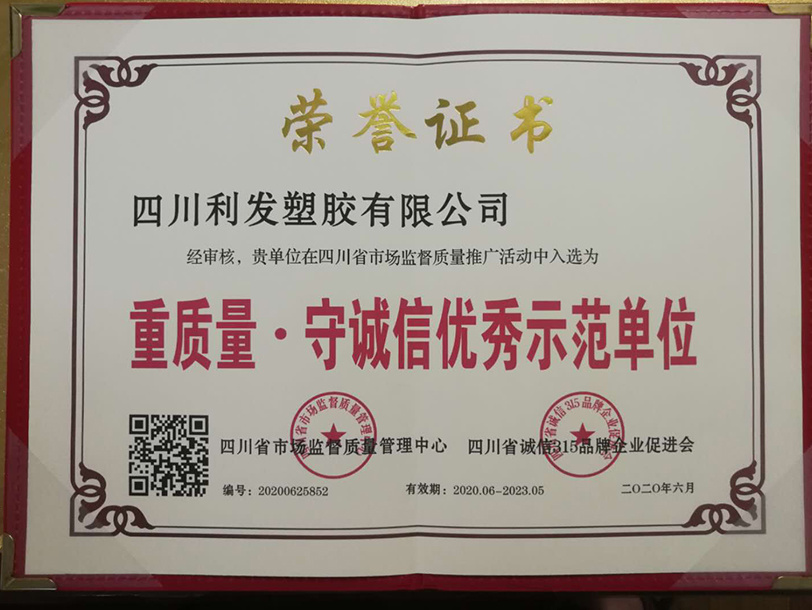 荣誉证书
四川利发塑胶有限公司
经审核，贵单位在四川省市场监督质量推广活动中入选为
重质量·守诚信优秀示范单位
四川省市场监督质量管理中心 四川省诚信315品牌企业促进会
编号：20200625852 有效期：2020.06-2023.05 二〇二〇年六月